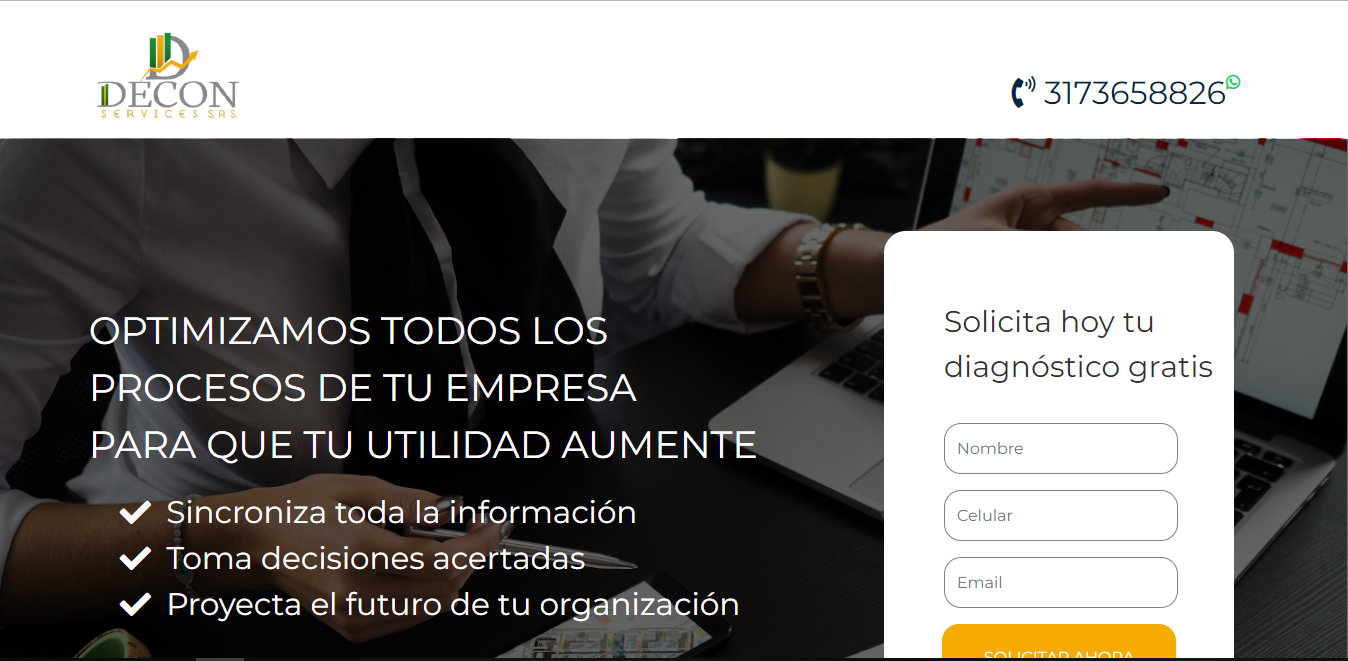 DECON
SERVICES S.A.S.
3173658826
OPTIMIZAMOS TODOS LOS
PROCESOS DE TU EMPRESA
PARA QUE TU UTILIDAD AUMENTE
Sincroniza toda la información
Toma decisiones acertadas
Proyecta el futuro de tu organización
Solicita hoy tu
diagnóstico gratis
Nombre
Celular
Email
SOLICITAR AHORA